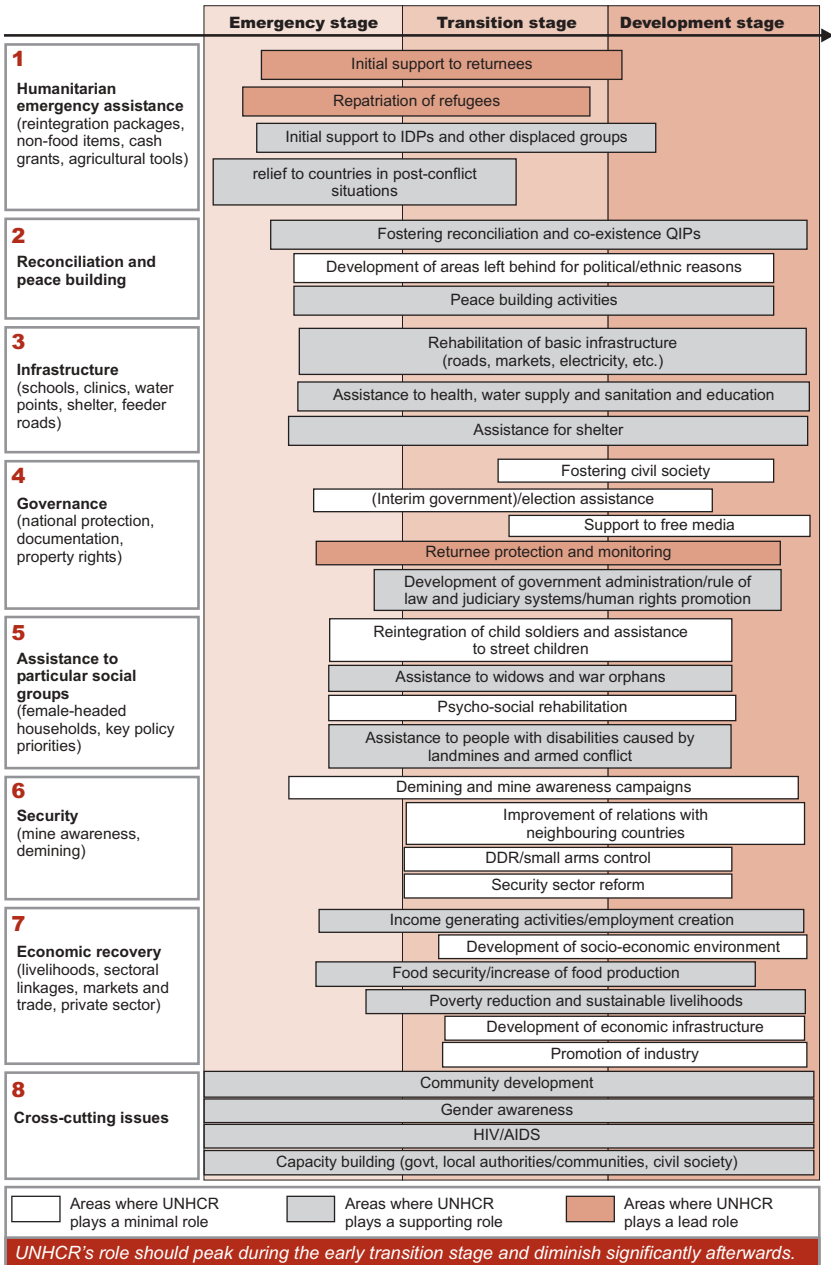 Emergency stage
Transition stage
Development stage
1
Humanitarian
emergency assistance
(reintegration packages,
non-food items, cash
grants, agricultural tools)
Initial support to returnees
Repatriation of refugees
Initial support to IDPs and other displaced groups
relief to countries in post-conflict
situations
2
Reconciliation and
peace building
Fostering reconciliation and co-existence QIPs
Development of areas left behind for political/ethnic reasons
Peace building activities
3
Infrastructure
(schools, clinics, water
points, shelter, feeder
roads)
Rehabilitation of basic infrastructure
(roads, markets, electricity, etc.)
Assistance to health, water supply and sanitation and education
Assistance for shelter
4
Governance
(national protection,
documentation,
property rights)
Fostering civil society
(Interim government)/election assistance
Support to free media
Returnee protection and monitoring
Development of government administration/rule of
law and judiciary systems/human rights promotion
5
Assistance to
particular social
groups
(female-headed
households, key policy
priorities)
Reintegration of child soldiers and assistance
to street children
Assistance to widows and war orphans
Psycho-social rehabilitation
Assistance to people with disabilities caused by
landmines and armed conflict
6
Security
(mine awareness,
demining)
Demining and mine awareness campaigns
Improvement of relations with
neighbouring countries
DDR/small arms control
Security sector reform
7
Economic recovery
(livelihoods, sectoral
linkages, markets and
trade, private sector)
Income generating activities/employment creation
Development of socio-economic environment
Food security/increase of food production
Poverty reduction and sustainable livelihoods
Development of economic infrastructure
Promotion of industry
8
Cross-cutting issues
Community development
Gender awareness
HIV/AIDS
Capacity building (govt, local authorities/communities, civil society)
Areas where UNHCR
plays a minimal role
Areas where UNHCR
plays a supporting role
Areas where UNHCR
plays a lead role
UNHCR's role should peak during the early transition stage and diminish significantly afterwards.